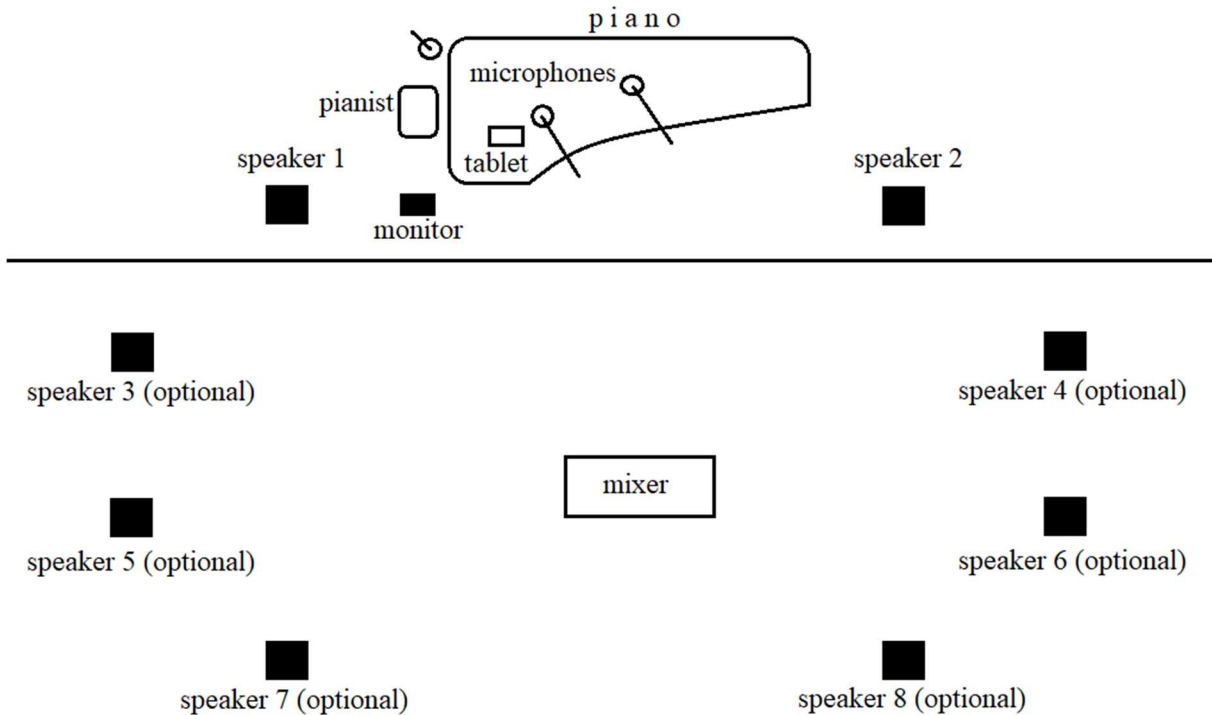 p i a n o
microphones
pianist
tablet
speaker 1
speaker 2
monitor
speaker 3 (optional)
speaker 4 (optional)
mixer
speaker 5 (optional)
speaker 6 (optional)
speaker 7 (optional)
speaker 8 (optional)